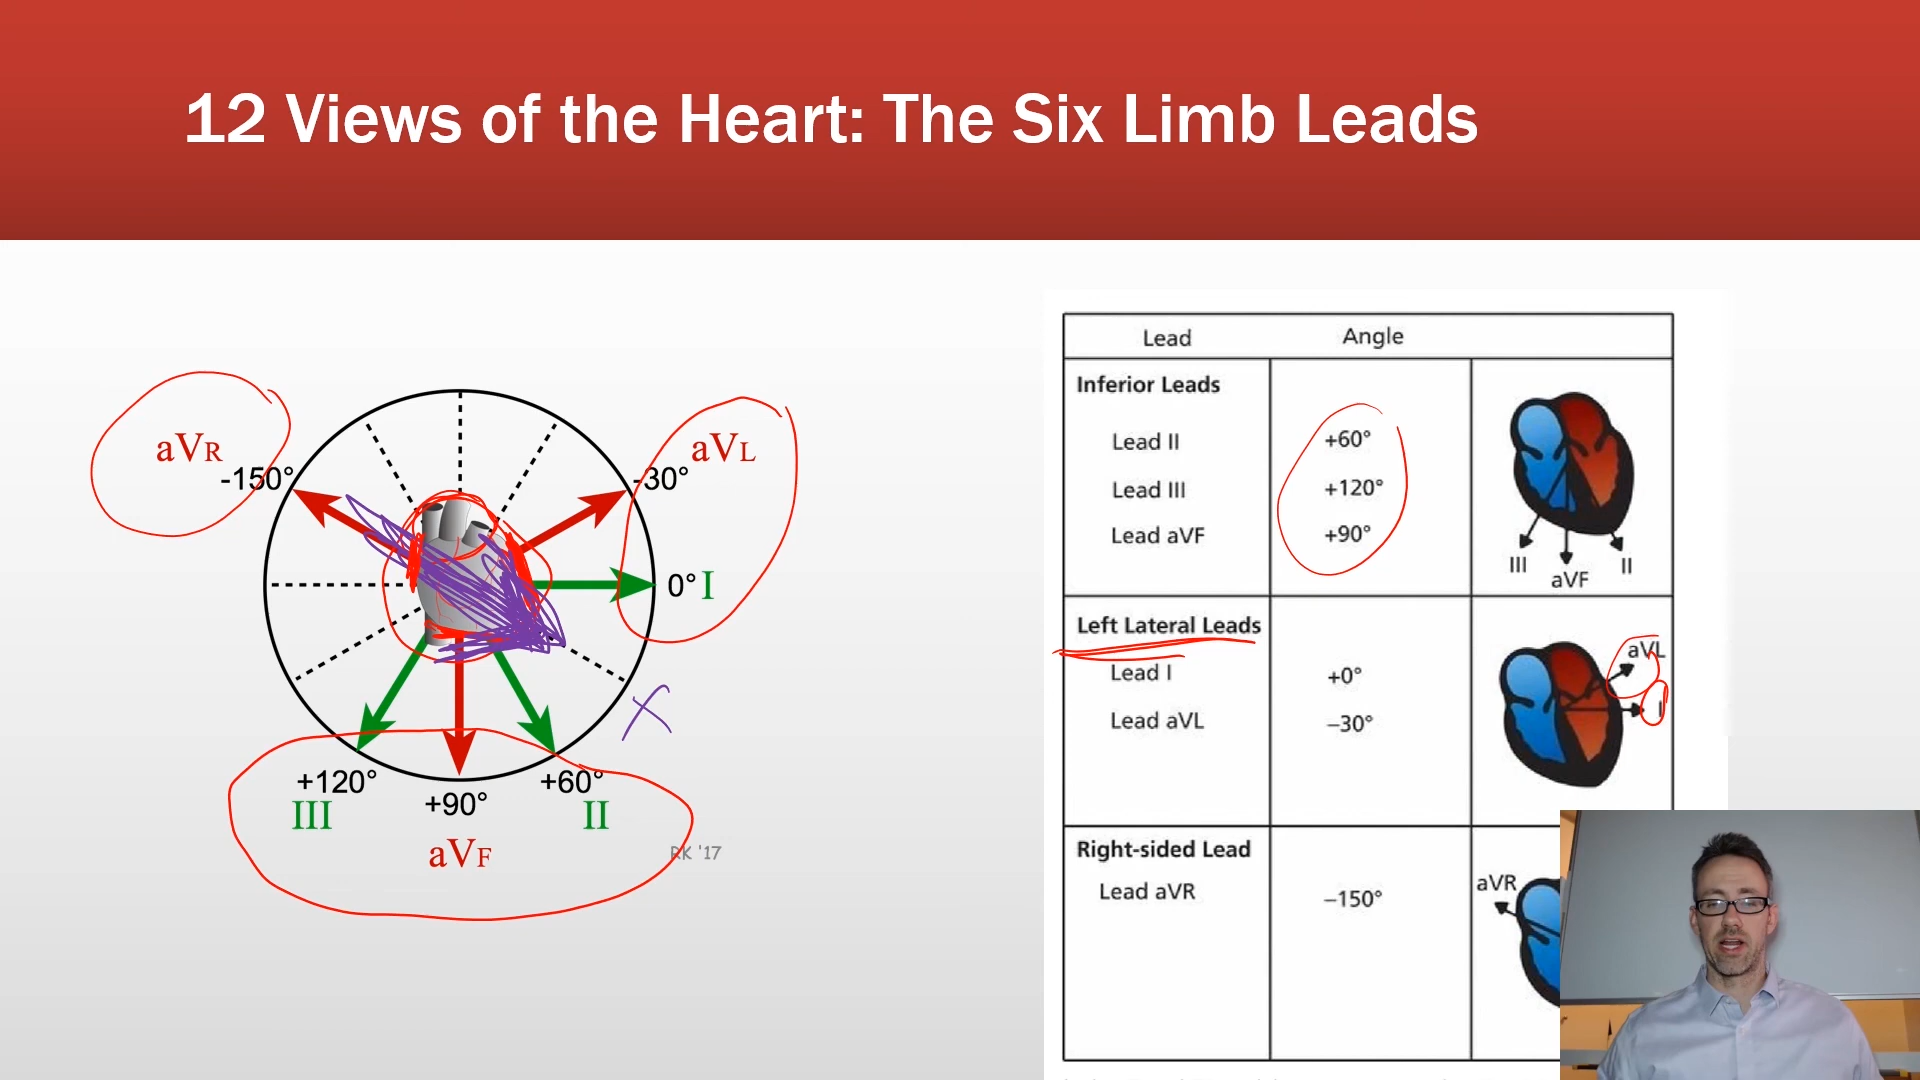 12 Views of the Heart: The Six Limb Leads
aVR
-150°
aVL
-30°
0° I
+120°
III
+90°
aVF
+60°
II
RK '17
Lead Angle
Inferior Leads
Lead II +60°
Lead III +120°
Lead aVF +90°
III
aVF
II
Left Lateral Leads
Lead I +0°
Lead aVL –30°
aVL
I
Right-sided Lead
Lead aVR –150°
aVR